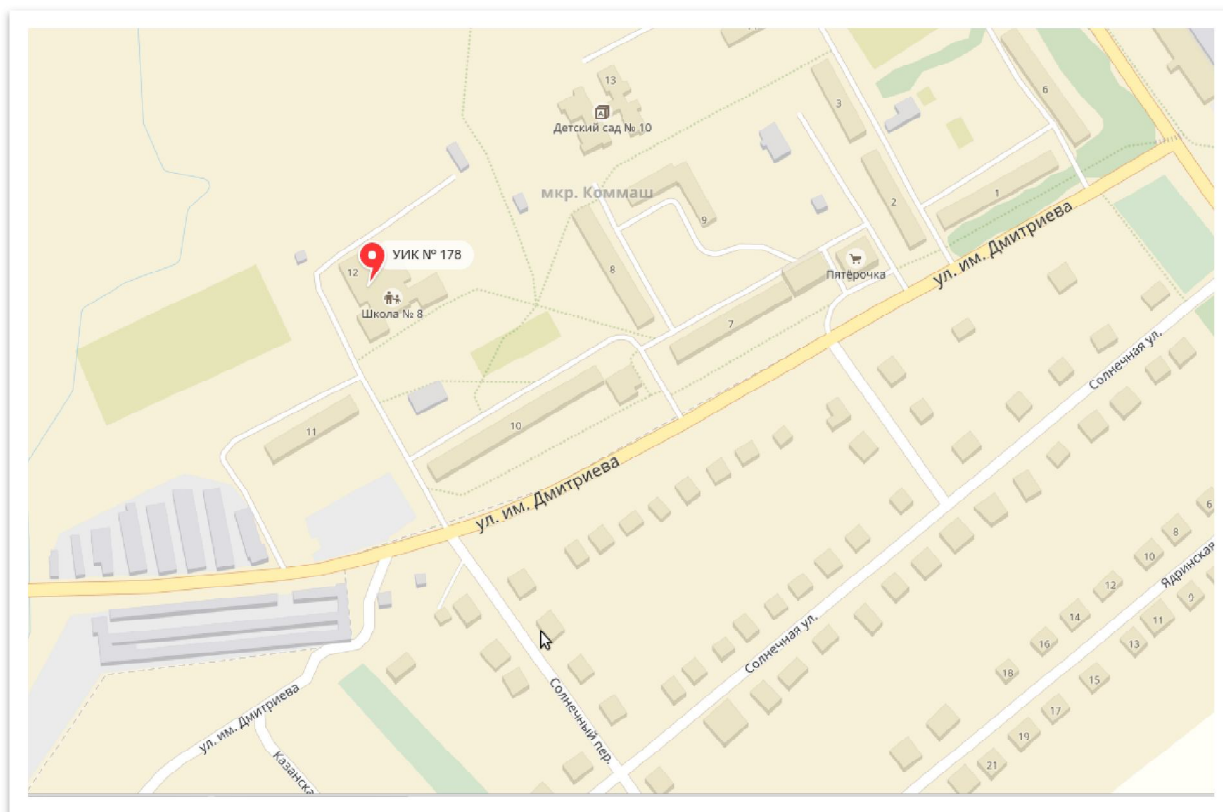 13
Детский сад № 10
6
3
мкр. Коммаш
1
2
9
ул. им. Дмитриева
УИК № 178
12
Школа № 8
8
Пятёрочка
7
Солнечная ул.
11
10
ул. им. Дмитриева
6
8
10
Ядринская
12
9
14
11
Солнечная ул.
16
13
18
15
Солнечный пер.
17
ул. им. Дмитриева
19
Казанска
21